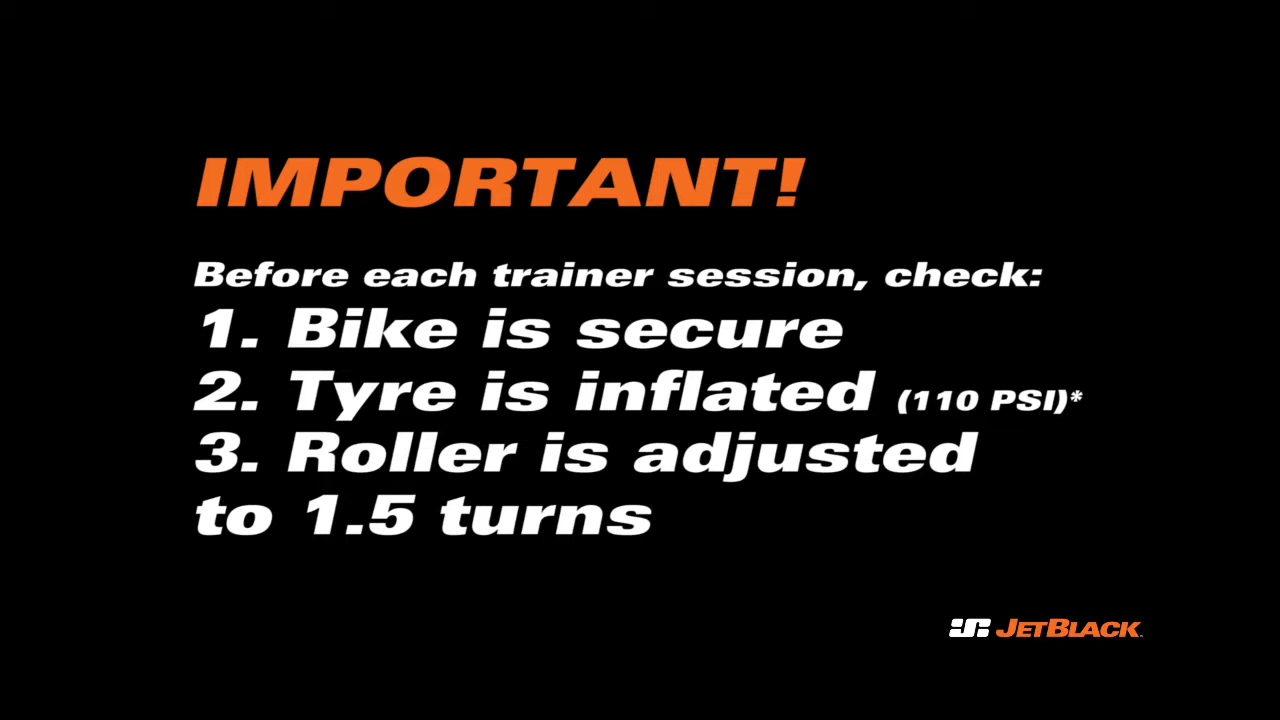 IMPORTANT!
Before each trainer session, check:
1. Bike is secure
2. Tyre is inflated (110 PSI)*
3. Roller is adjusted
to 1.5 turns
JETBLACK